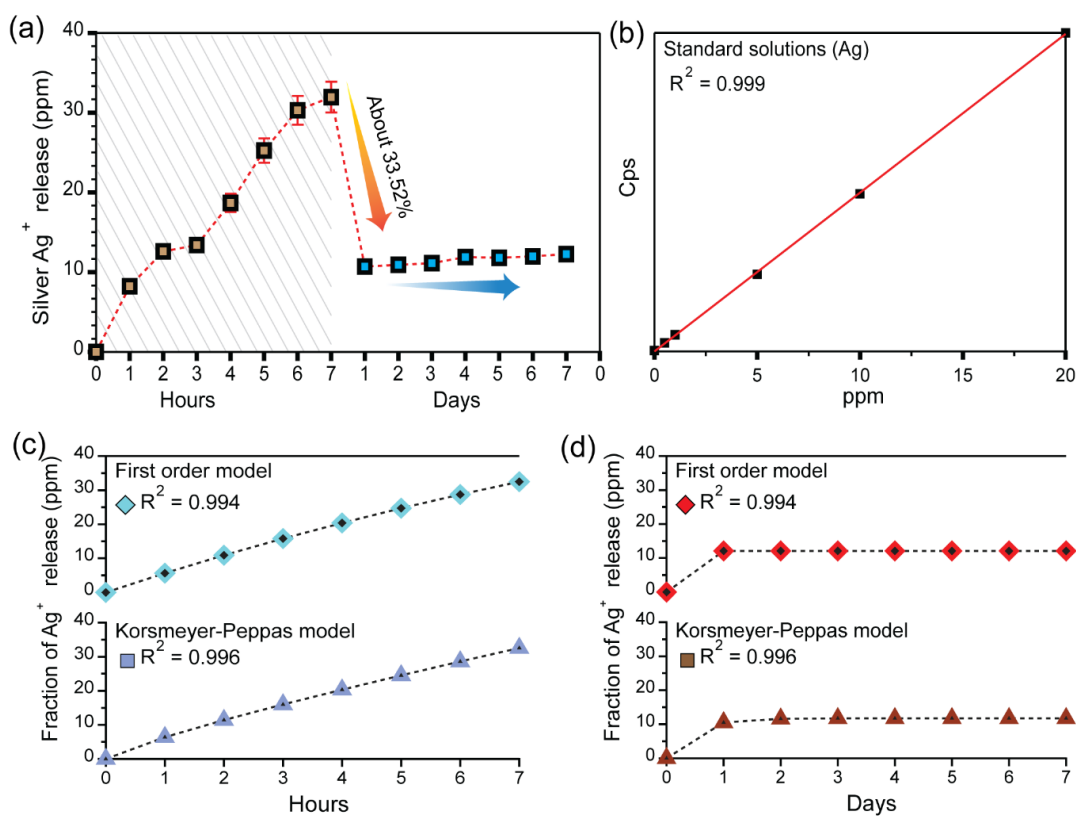 (a)
Silver Ag⁺ release (ppm)
40
30
20
10
0
About 33.52%
0 1 2 3 4 5 6 7 1 2 3 4 5 6 7 0
Hours Days
(b)
Standard solutions (Ag)
R² = 0.999
Cps
0 5 10 15 20
ppm
(c)
Fraction of Ag⁺ release (ppm)
40
30
20
10
0
First order model
R² = 0.994
40
30
20
10
0
Korsmeyer-Peppas model
R² = 0.996
0 1 2 3 4 5 6 7
Hours
(d)
Fraction of Ag⁺ release (ppm)
40
30
20
10
0
First order model
R² = 0.994
40
30
20
10
0
Korsmeyer-Peppas model
R² = 0.996
0 1 2 3 4 5 6 7
Days